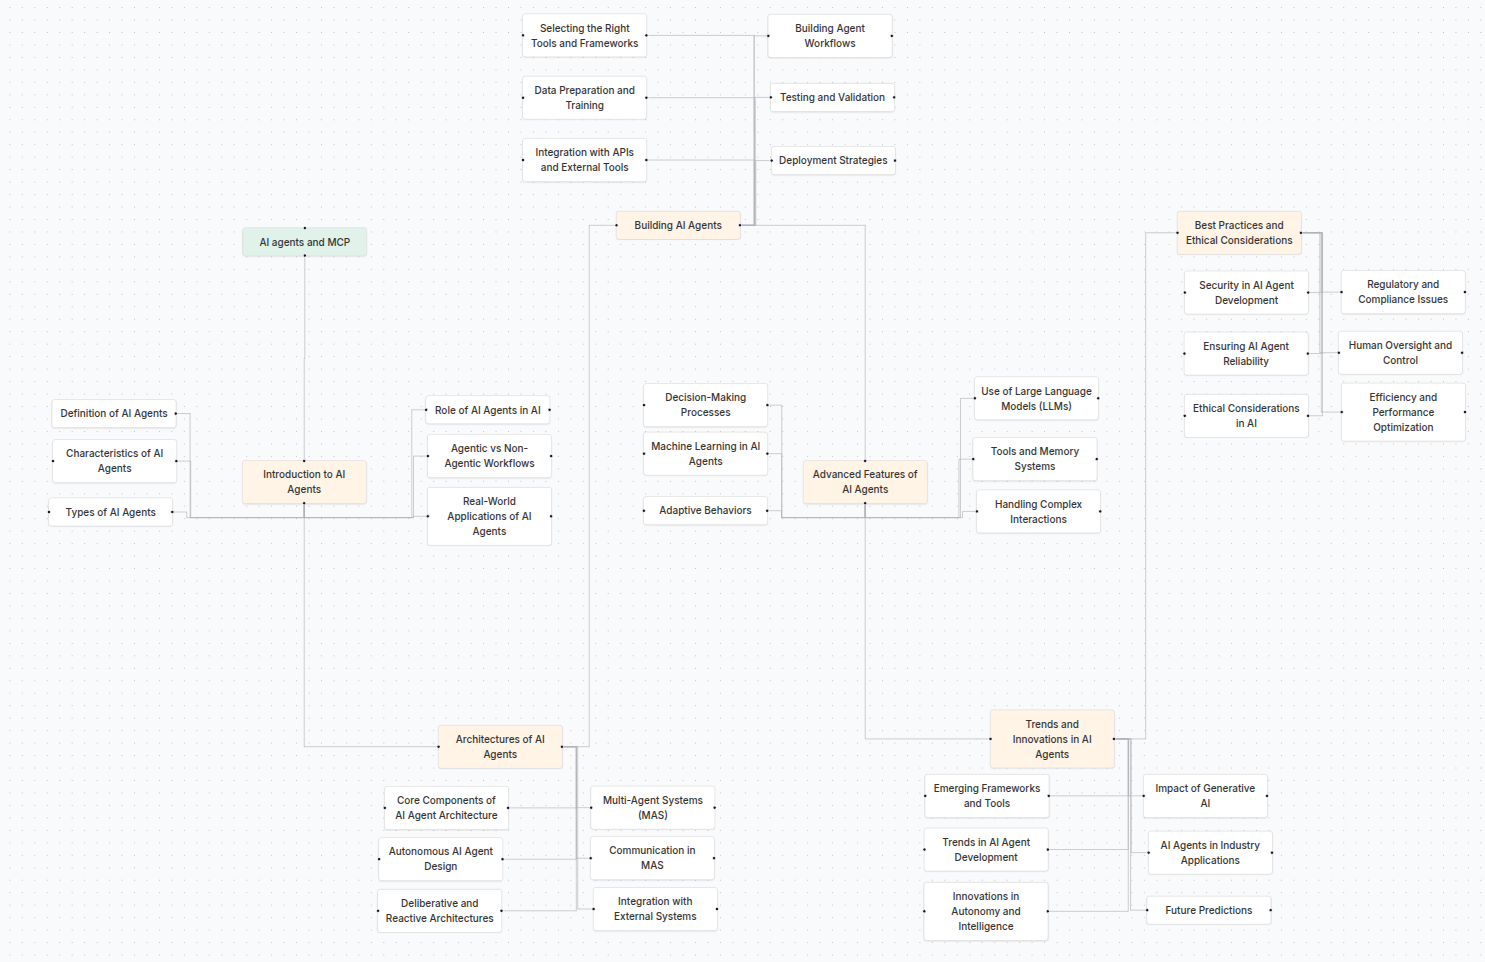 Selecting the Right
Tools and Frameworks
Building Agent
Workflows
Data Preparation and
Training
Testing and Validation
Integration with APIs
and External Tools
Deployment Strategies
Building AI Agents
AI agents and MCP
Best Practices and
Ethical Considerations
Security in AI Agent
Development
Regulatory and
Compliance Issues
Ensuring AI Agent
Reliability
Human Oversight and
Control
Ethical Considerations
in AI
Efficiency and
Performance
Optimization
Definition of AI Agents
Characteristics of AI
Agents
Types of AI Agents
Introduction to AI
Agents
Role of AI Agents in AI
Agentic vs Non-
Agentic Workflows
Real-World
Applications of AI
Agents
Decision-Making
Processes
Machine Learning in AI
Agents
Adaptive Behaviors
Advanced Features of
AI Agents
Use of Large Language
Models (LLMs)
Tools and Memory
Systems
Handling Complex
Interactions
Architectures of AI
Agents
Core Components of
AI Agent Architecture
Multi-Agent Systems
(MAS)
Autonomous AI Agent
Design
Communication in
MAS
Deliberative and
Reactive Architectures
Integration with
External Systems
Trends and
Innovations in AI
Agents
Emerging Frameworks
and Tools
Impact of Generative
AI
Trends in AI Agent
Development
AI Agents in Industry
Applications
Innovations in
Autonomy and
Intelligence
Future Predictions